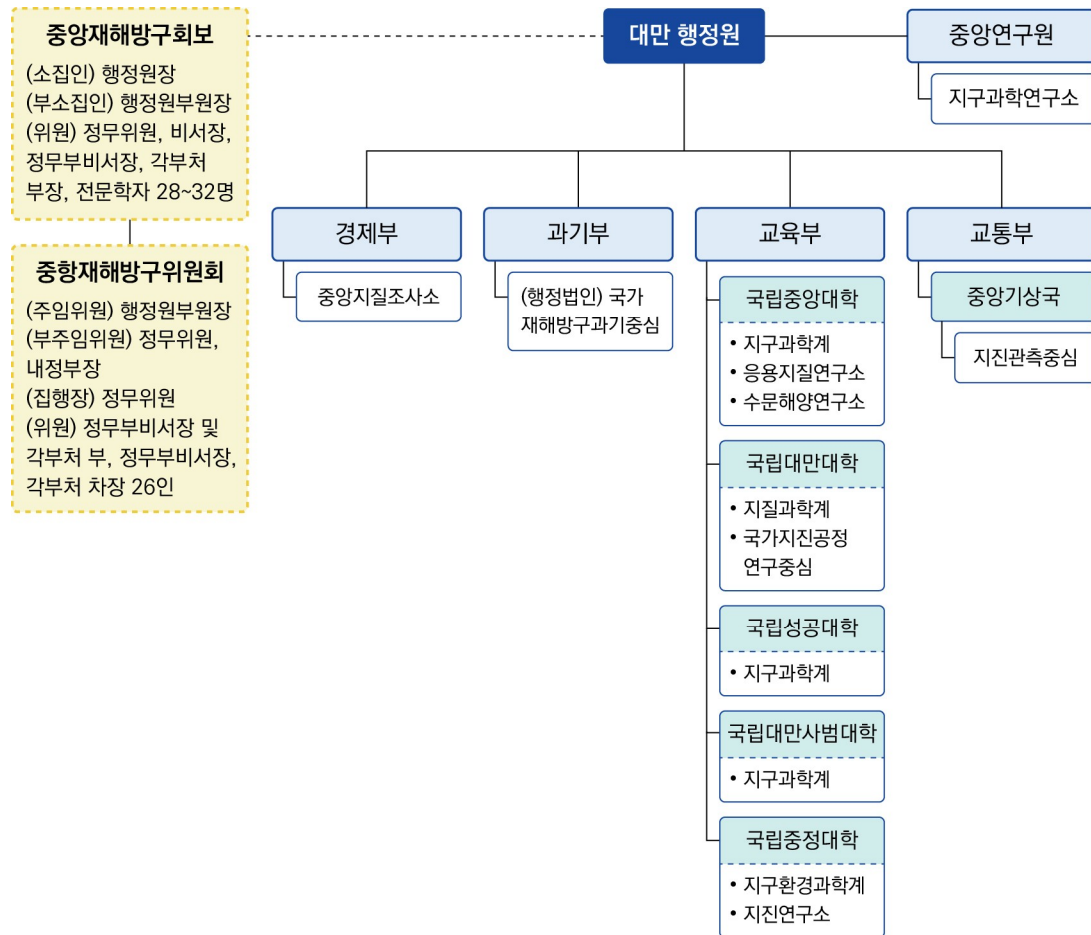 중앙재해방구회보
(소집인) 행정원장
(부소집인) 행정원부원장
(위원) 정무위원, 비서장,
정무부비서장, 각부처
부장, 전문학자 28~32명
중항재해방구위원회
(주임위원) 행정원부원장
(부주임위원) 정무위원,
내정부장
(집행장) 정무위원
(위원) 정무부비서장 및
각부처 부, 정무부비서장,
각부처 차장 26인
대만 행정원
중앙연구원
지구과학연구소
경제부
중앙지질조사소
과기부
(행정법인) 국가
재해방구과기중심
교육부
국립중앙대학
• 지구과학계
• 응용지질연구소
• 수문해양연구소
국립대만대학
• 지질과학계
• 국가지진공정
연구중심
국립성공대학
• 지구과학계
국립대만사범대학
• 지구과학계
국립중정대학
• 지구환경과학계
• 지진연구소
교통부
중앙기상국
지진관측중심